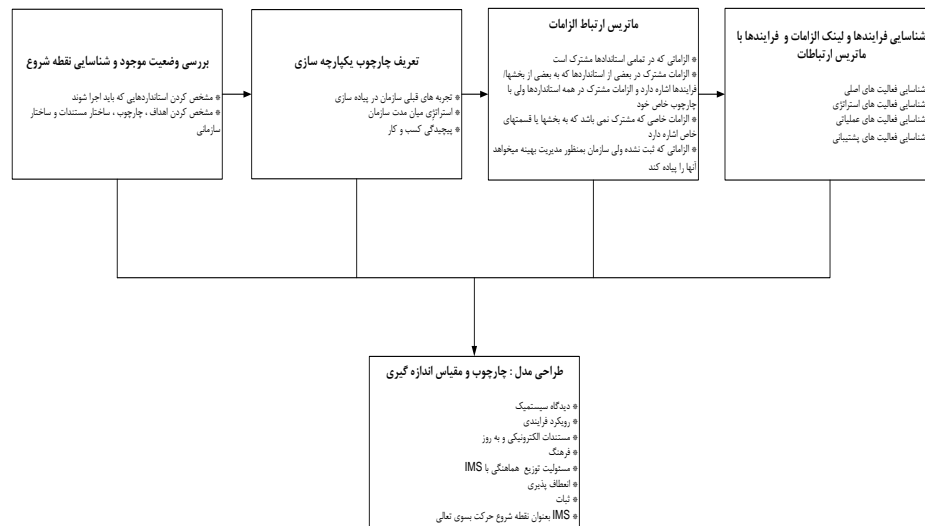 بررسی وضعیت موجود و شناسایی نقطه شروع
* مشخص کردن استانداردهایی که باید اجرا شوند
* مشخص کردن اهداف ، چارچوب ، ساختار مستندات و ساختار
سازمانی
تعریف چارچوب یکپارچه سازی
* تجربه های قبلی سازمان در پیاده سازی
* استراتژی میان مدت سازمان
* پیچیدگی کسب و کار
ماتریس ارتباط الزامات
* الزاماتی که در تمامی استاندادها مشترک است
* الزامات مشترک در بعضی از استانداردها که به بعضی از بخشها/
فرایندها اشاره دارد و الزامات مشترک در همه استانداردها ولی با
چارچوب خاص خود
* الزامات خاصی که مشترک نمی باشد که به بخشها یا قسمتهای
خاص اشاره دارد
* الزاماتی که ثبت نشده ولی سازمان بمنظور مدیریت بهینه میخواهد
آنها را پیاده کند
شناسایی فرایندها و لینک الزامات و فرایندها با
ماتریس ارتباطات
شناسایی فعالیت های اصلی
شناسایی فعالیت های استراتژی
شناسایی فعالیت های عملیاتی
شناسایی فعالیت های پشتیبانی
طراحی مدل : چارچوب و مقیاس اندازه گیری
* دیدگاه سیستمیک
* رویکرد فرایندی
* مستندات الکترونیکی و به روز
* فرهنگ
* مسئولیت توزیع هماهنگی با IMS
* انعطاف پذیری
* ثبات
* IMS بعنوان نقطه شروع حرکت بسوی تعالی